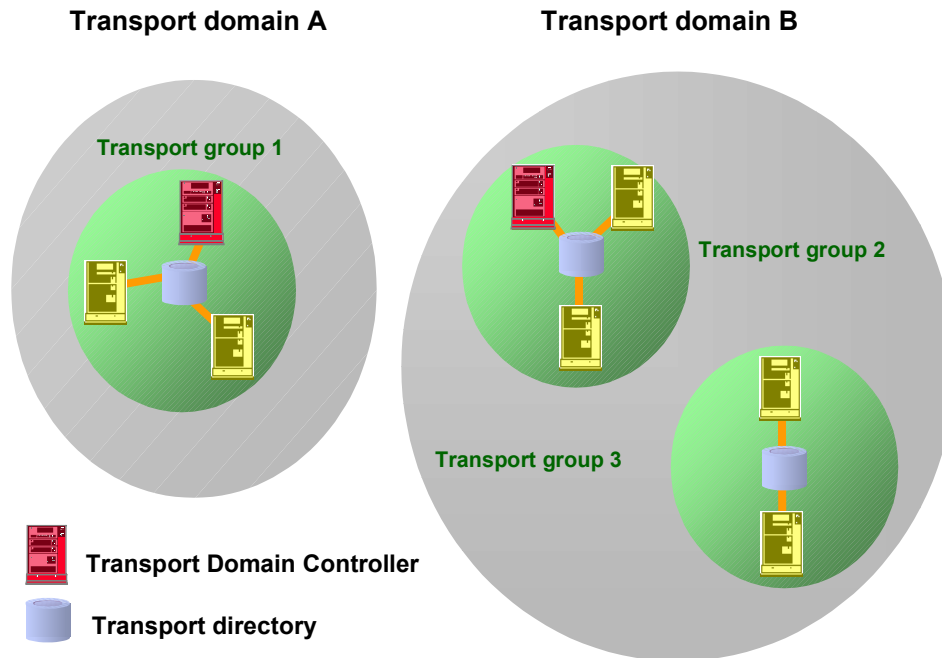 Transport domain A
Transport domain B
Transport group 1
Transport group 2
Transport group 3
Transport Domain Controller
Transport directory